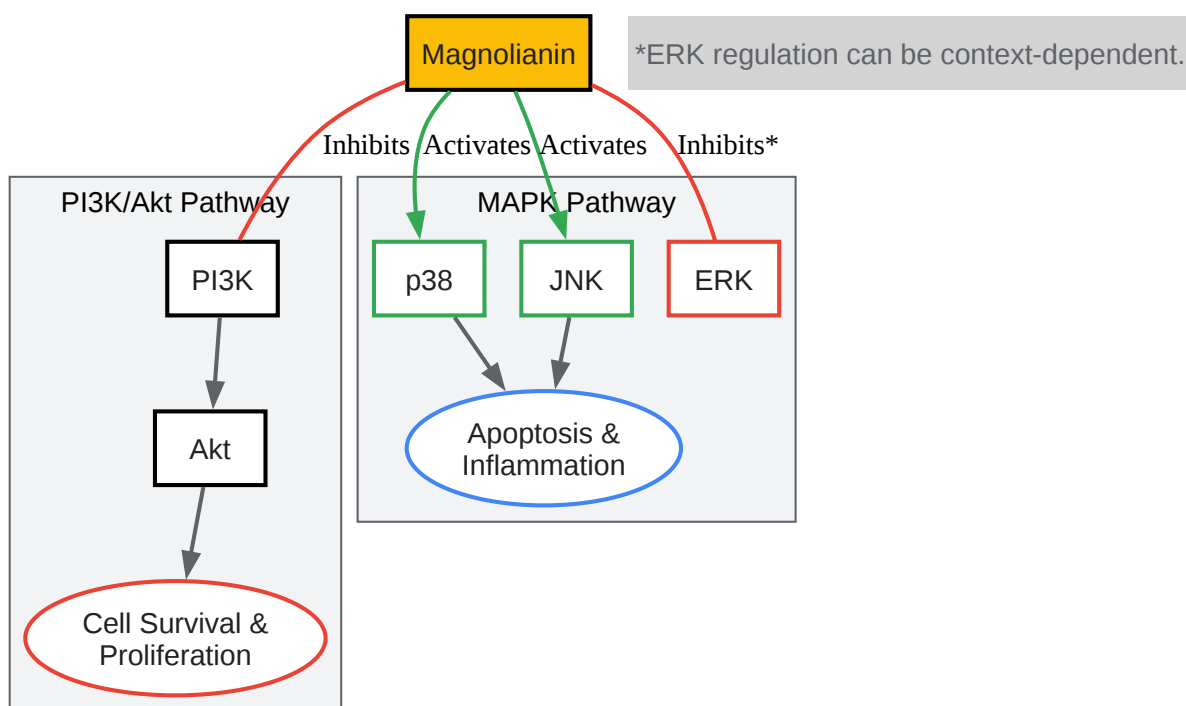 Magnolianin
*ERK regulation can be context-dependent.
Inhibits
Activates
Activates
Inhibits*
PI3K/Akt Pathway
MAPK Pathway
PI3K
p38
JNK
ERK
Akt
Apoptosis &
Inflammation
Cell Survival &
Proliferation